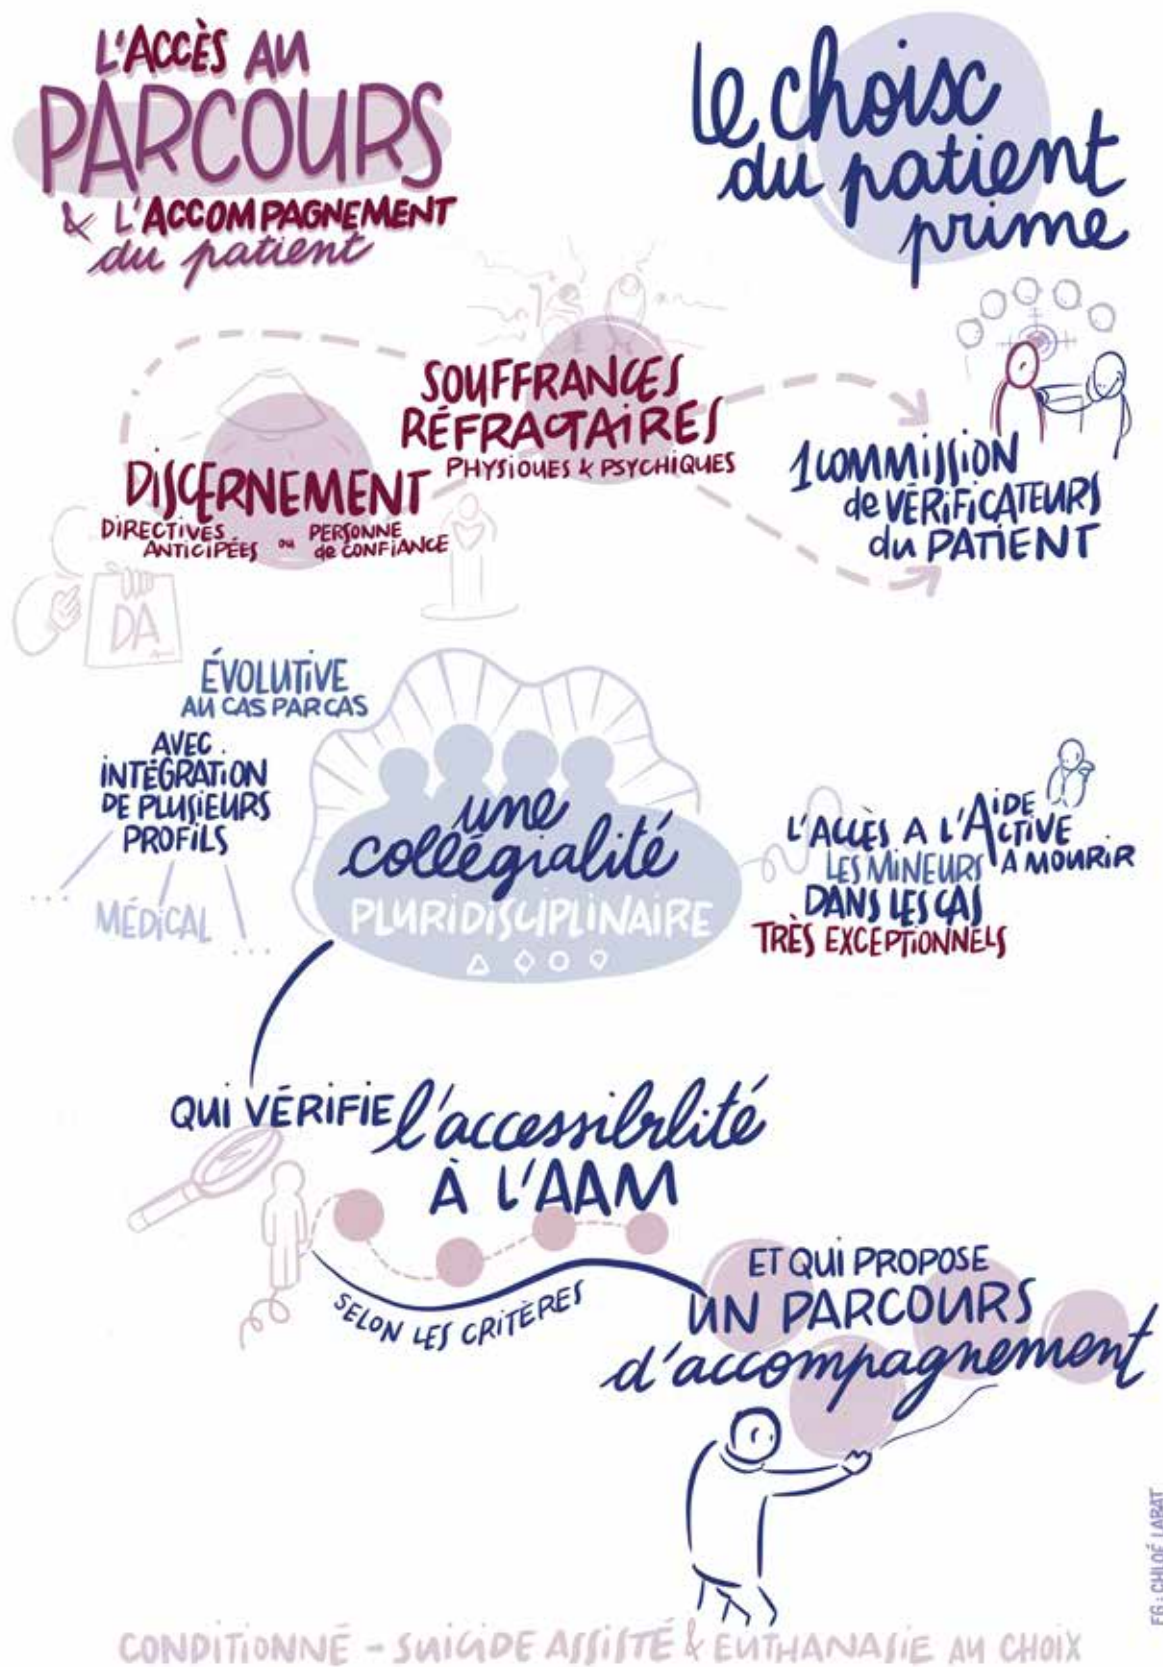 L'ACCÈS AU
PARCOURS
& L'ACCOMPAGNEMENT
du patient
le choix
du patient
prime
SOUFFRANCES
RÉFRACTAIRES
PHYSIQUES & PSYCHIQUES
DISCERNEMENT
DIRECTIVES
ANTICIPÉES ou PERSONNE
de CONFIANCE
DA
1 COMMISSION
de VÉRIFICATEURS
du PATIENT
ÉVOLUTIVE
AU CAS PAR CAS
AVEC
INTÉGRATION
DE PLUSIEURS
PROFILS
...
MÉDICAL
...
une
collégialité
PLURIDISCIPLINAIRE
L'ACCÈS A L'AIDE
ACTIVE
A MOURIR
LES MINEURS
DANS LES CAS
TRÈS EXCEPTIONNELS
QUI VÉRIFIE l'accessibilité
À L'AAM
SELON LES CRITÈRES
ET QUI PROPOSE
UN PARCOURS
d'accompagnement
FG : CHLOÉ LABAT
CONDITIONNÉ - SUICIDE ASSISTÉ & EUTHANASIE AU CHOIX